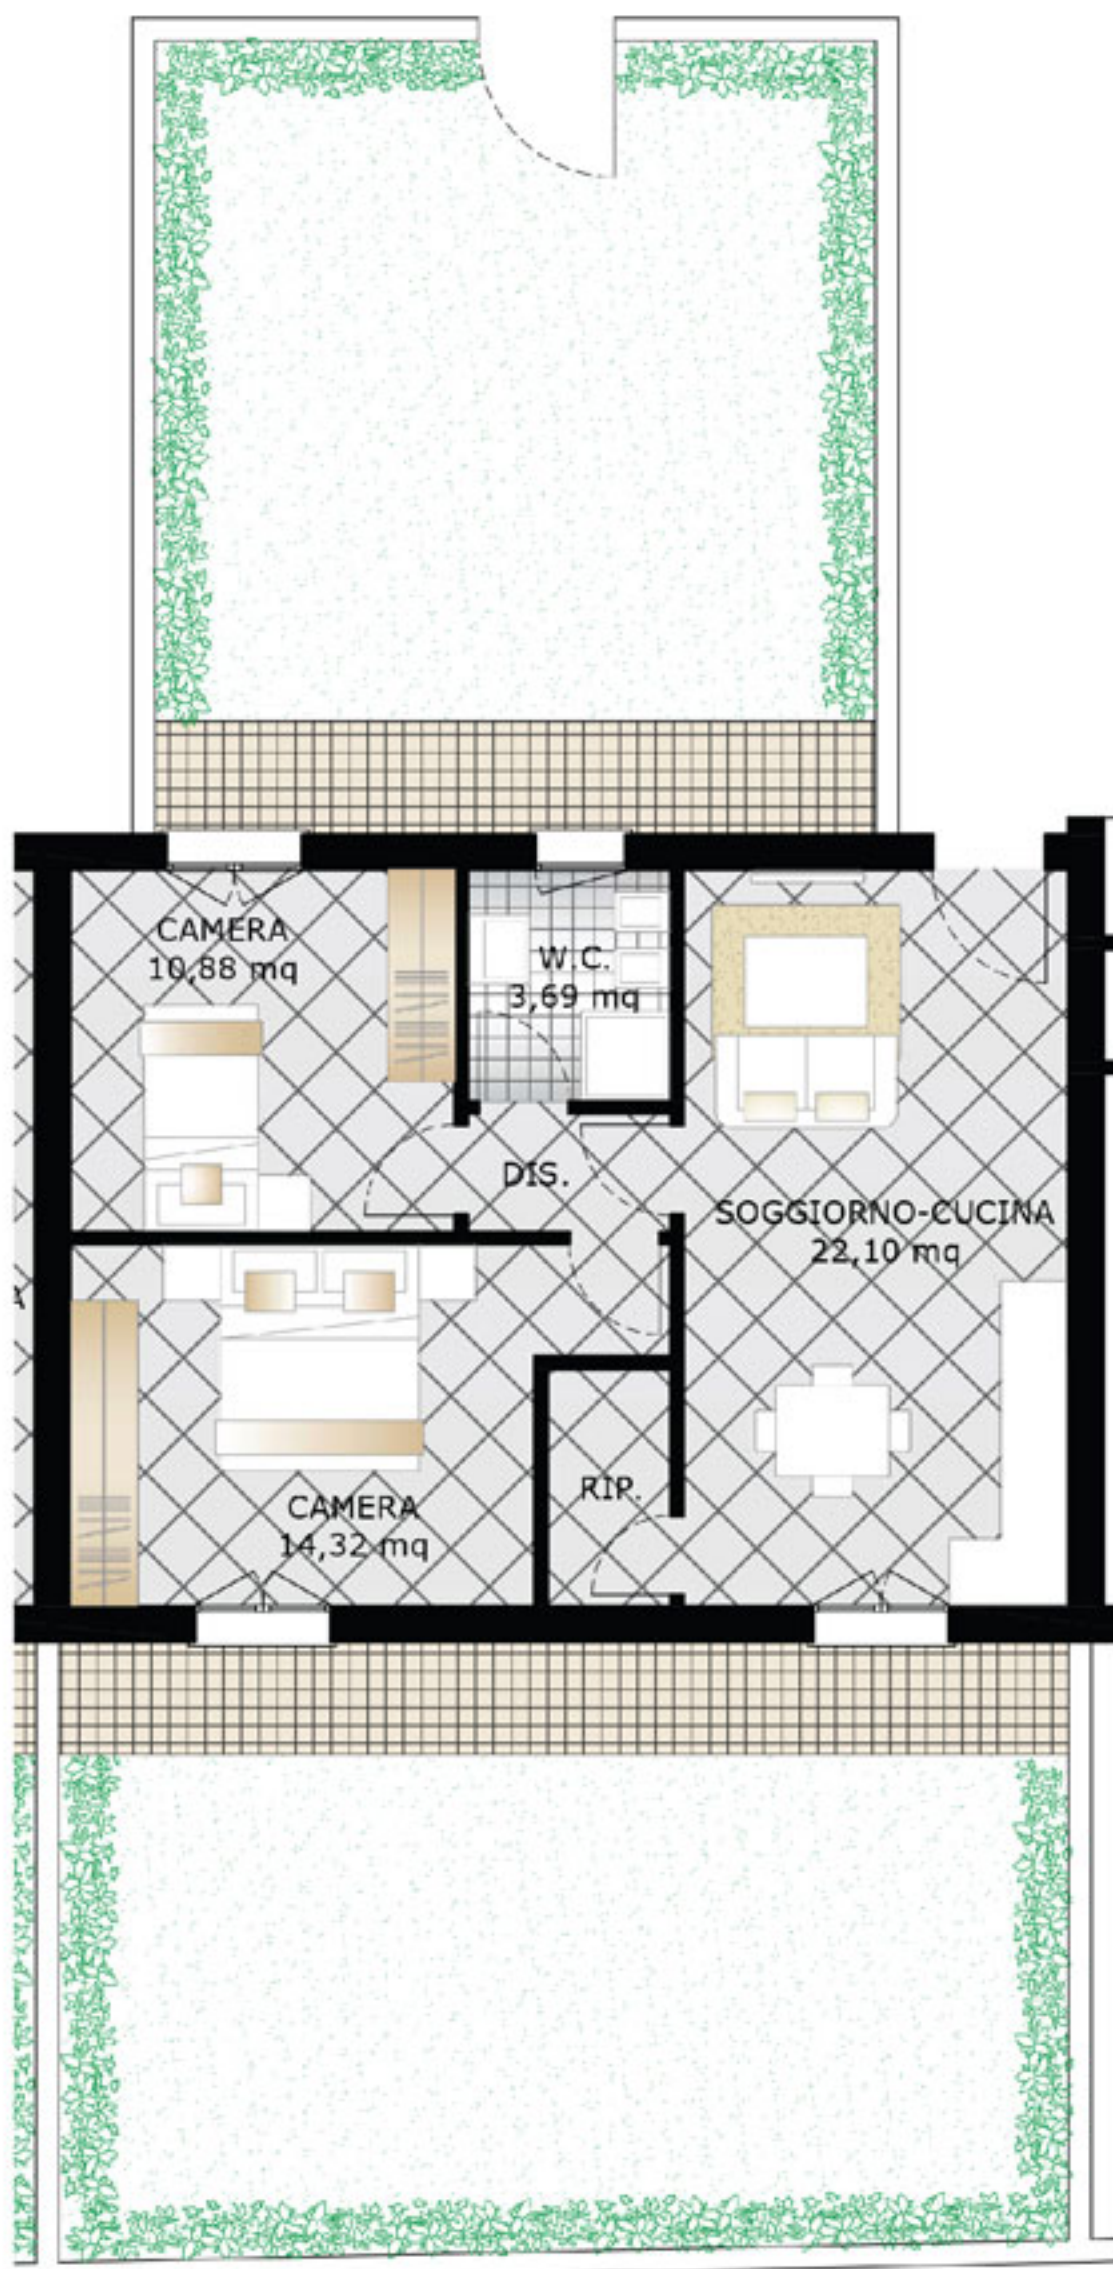 CAMERA
10,88 mq
W.C.
3,69 mq
DIS.
SOGGIORNO-CUCINA
22,10 mq
A
RIP.
CAMERA
14,32 mq